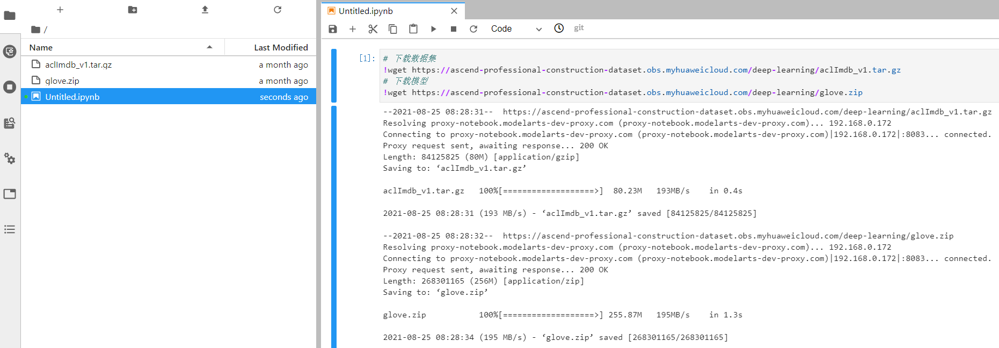 /
Name Last Modified
aclImdb_v1.tar.gz a month ago
glove.zip a month ago
Untitled.ipynb seconds ago
Untitled.ipynb
Code git
[1]: # 下载数据集
!wget https://ascend-professional-construction-dataset.obs.myhuaweicloud.com/deep-learning/aclImdb_v1.tar.gz
# 下载模型
!wget https://ascend-professional-construction-dataset.obs.myhuaweicloud.com/deep-learning/glove.zip
--2021-08-25 08:28:31--  https://ascend-professional-construction-dataset.obs.myhuaweicloud.com/deep-learning/aclImdb_v1.tar.gz
Resolving proxy-notebook.modelarts-dev-proxy.com (proxy-notebook.modelarts-dev-proxy.com)... 192.168.0.172
Connecting to proxy-notebook.modelarts-dev-proxy.com (proxy-notebook.modelarts-dev-proxy.com)|192.168.0.172|:8083... connected.
Proxy request sent, awaiting response... 200 OK
Length: 84125825 (80M) [application/gzip]
Saving to: ‘aclImdb_v1.tar.gz’
aclImdb_v1.tar.gz   100%[===================>]  80.23M   193MB/s    in 0.4s
2021-08-25 08:28:31 (193 MB/s) - ‘aclImdb_v1.tar.gz’ saved [84125825/84125825]
--2021-08-25 08:28:32--  https://ascend-professional-construction-dataset.obs.myhuaweicloud.com/deep-learning/glove.zip
Resolving proxy-notebook.modelarts-dev-proxy.com (proxy-notebook.modelarts-dev-proxy.com)... 192.168.0.172
Connecting to proxy-notebook.modelarts-dev-proxy.com (proxy-notebook.modelarts-dev-proxy.com)|192.168.0.172|:8083... connected.
Proxy request sent, awaiting response... 200 OK
Length: 268301165 (256M) [application/zip]
Saving to: ‘glove.zip’
glove.zip           100%[===================>] 255.87M   195MB/s    in 1.3s
2021-08-25 08:28:34 (195 MB/s) - ‘glove.zip’ saved [268301165/268301165]